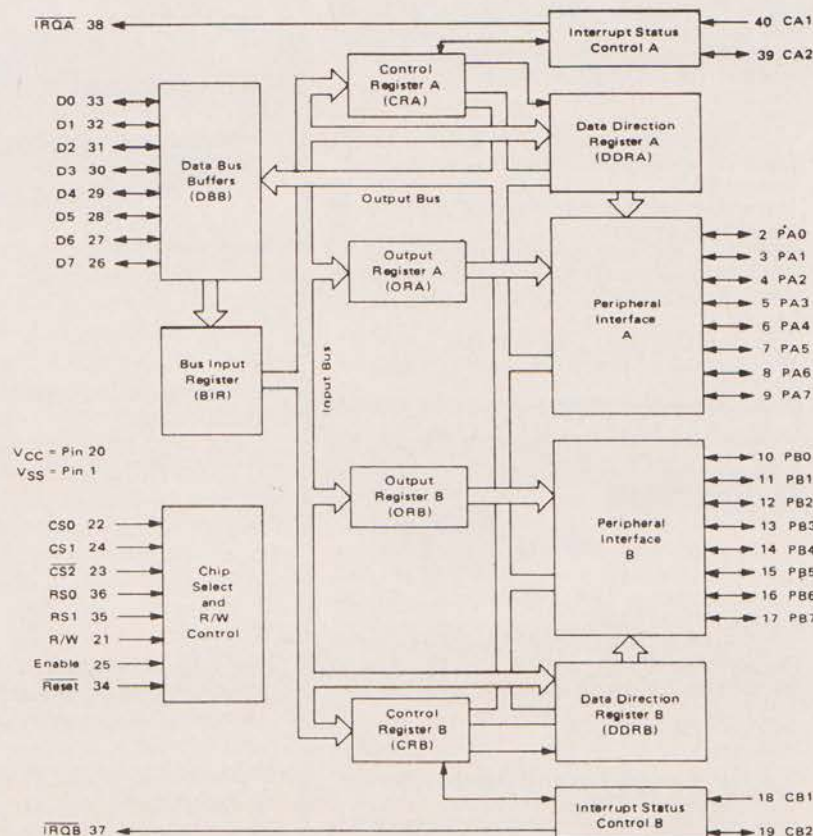 IRQA 38
Interrupt Status
Control A
40 CA1
39 CA2
Control
Register A
(CRA)
D0 33
D1 32
D2 31
D3 30
D4 29
D5 28
D6 27
D7 26
Data Bus
Buffers
(DBB)
Data Direction
Register A
(DDRA)
Output Bus
Output
Register A
(ORA)
Peripheral
Interface
A
2 PA0
3 PA1
4 PA2
5 PA3
6 PA4
7 PA5
8 PA6
9 PA7
Bus Input
Register
(BIR)
Input Bus
VCC = Pin 20
VSS = Pin 1
Output
Register B
(ORB)
Peripheral
Interface
B
10 PB0
11 PB1
12 PB2
13 PB3
14 PB4
15 PB5
16 PB6
17 PB7
CS0 22
CS1 24
CS2 23
RS0 36
RS1 35
R/W 21
Enable 25
Reset 34
Chip
Select
and
R/W
Control
Control
Register B
(CRB)
Data Direction
Register B
(DDRB)
Interrupt Status
Control B
18 CB1
19 CB2
IRQB 37